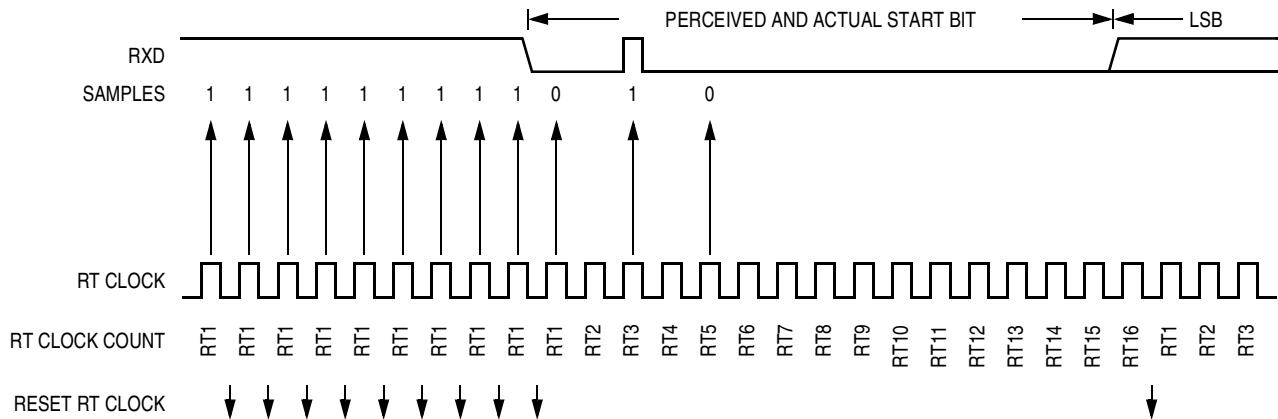 PERCEIVED AND ACTUAL START BIT LSB
RXD
SAMPLES 1 1 1 1 1 1 1 1 1 0 1 0
RT CLOCK
RT CLOCK COUNT RT1 RT1 RT1 RT1 RT1 RT1 RT1 RT1 RT1 RT1 RT2 RT3 RT4 RT5 RT6 RT7 RT8 RT9 RT10 RT11 RT12 RT13 RT14 RT15 RT16 RT1 RT2 RT3
RESET RT CLOCK